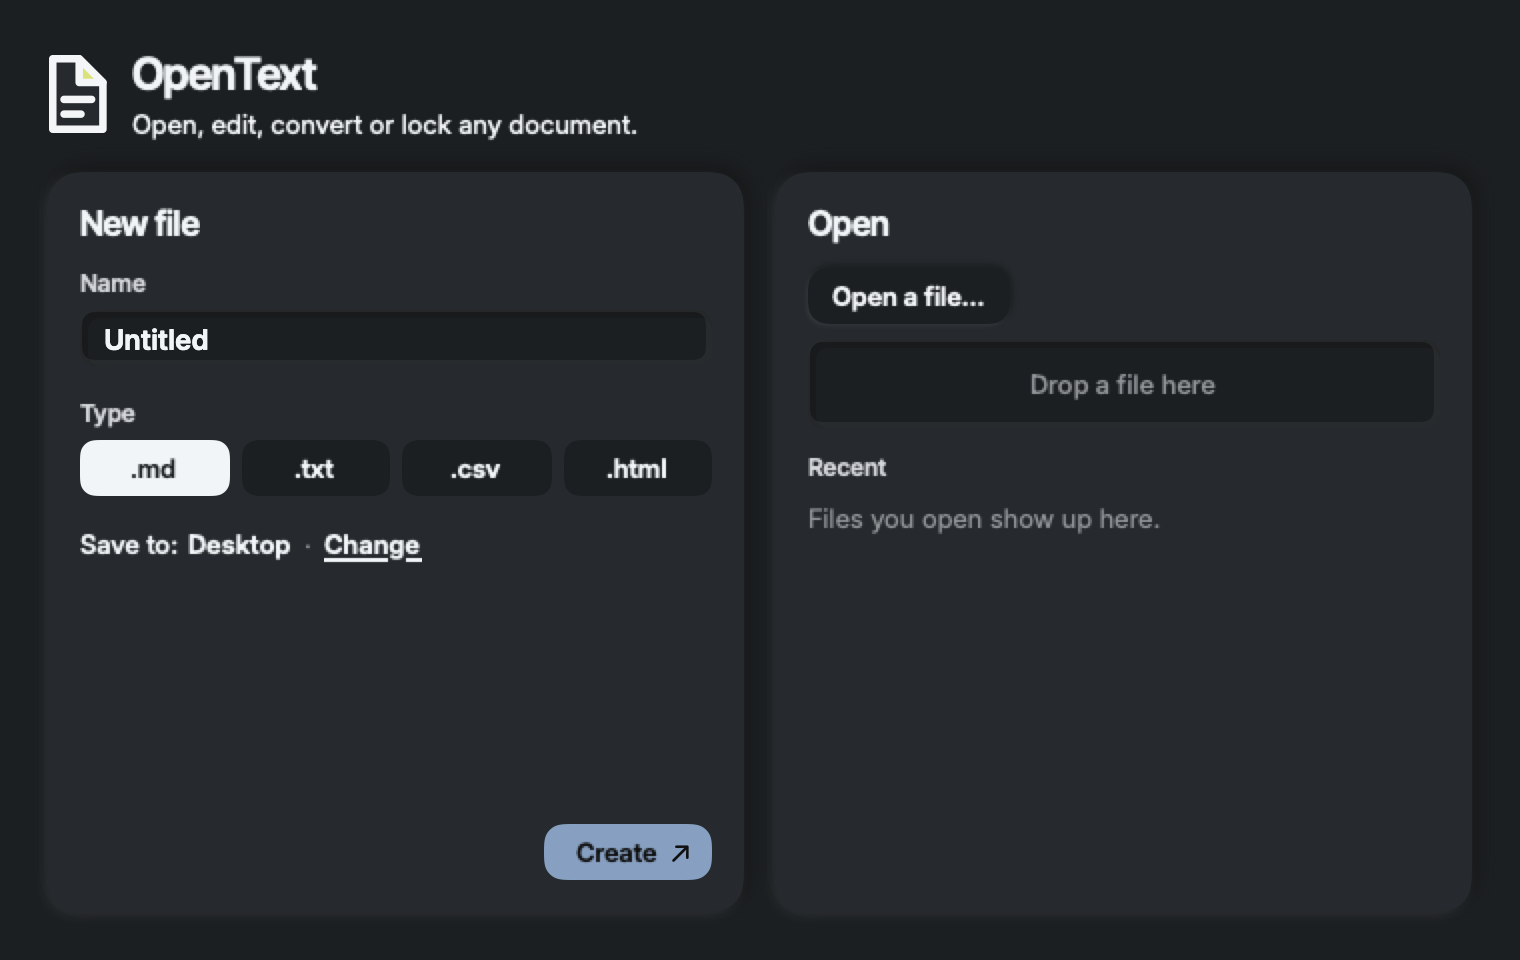 OpenText
Open, edit, convert or lock any document.
New file
Name
Untitled
Type
.md .txt .csv .html
Save to: Desktop · Change
Create
Open
Open a file...
Drop a file here
Recent
Files you open show up here.